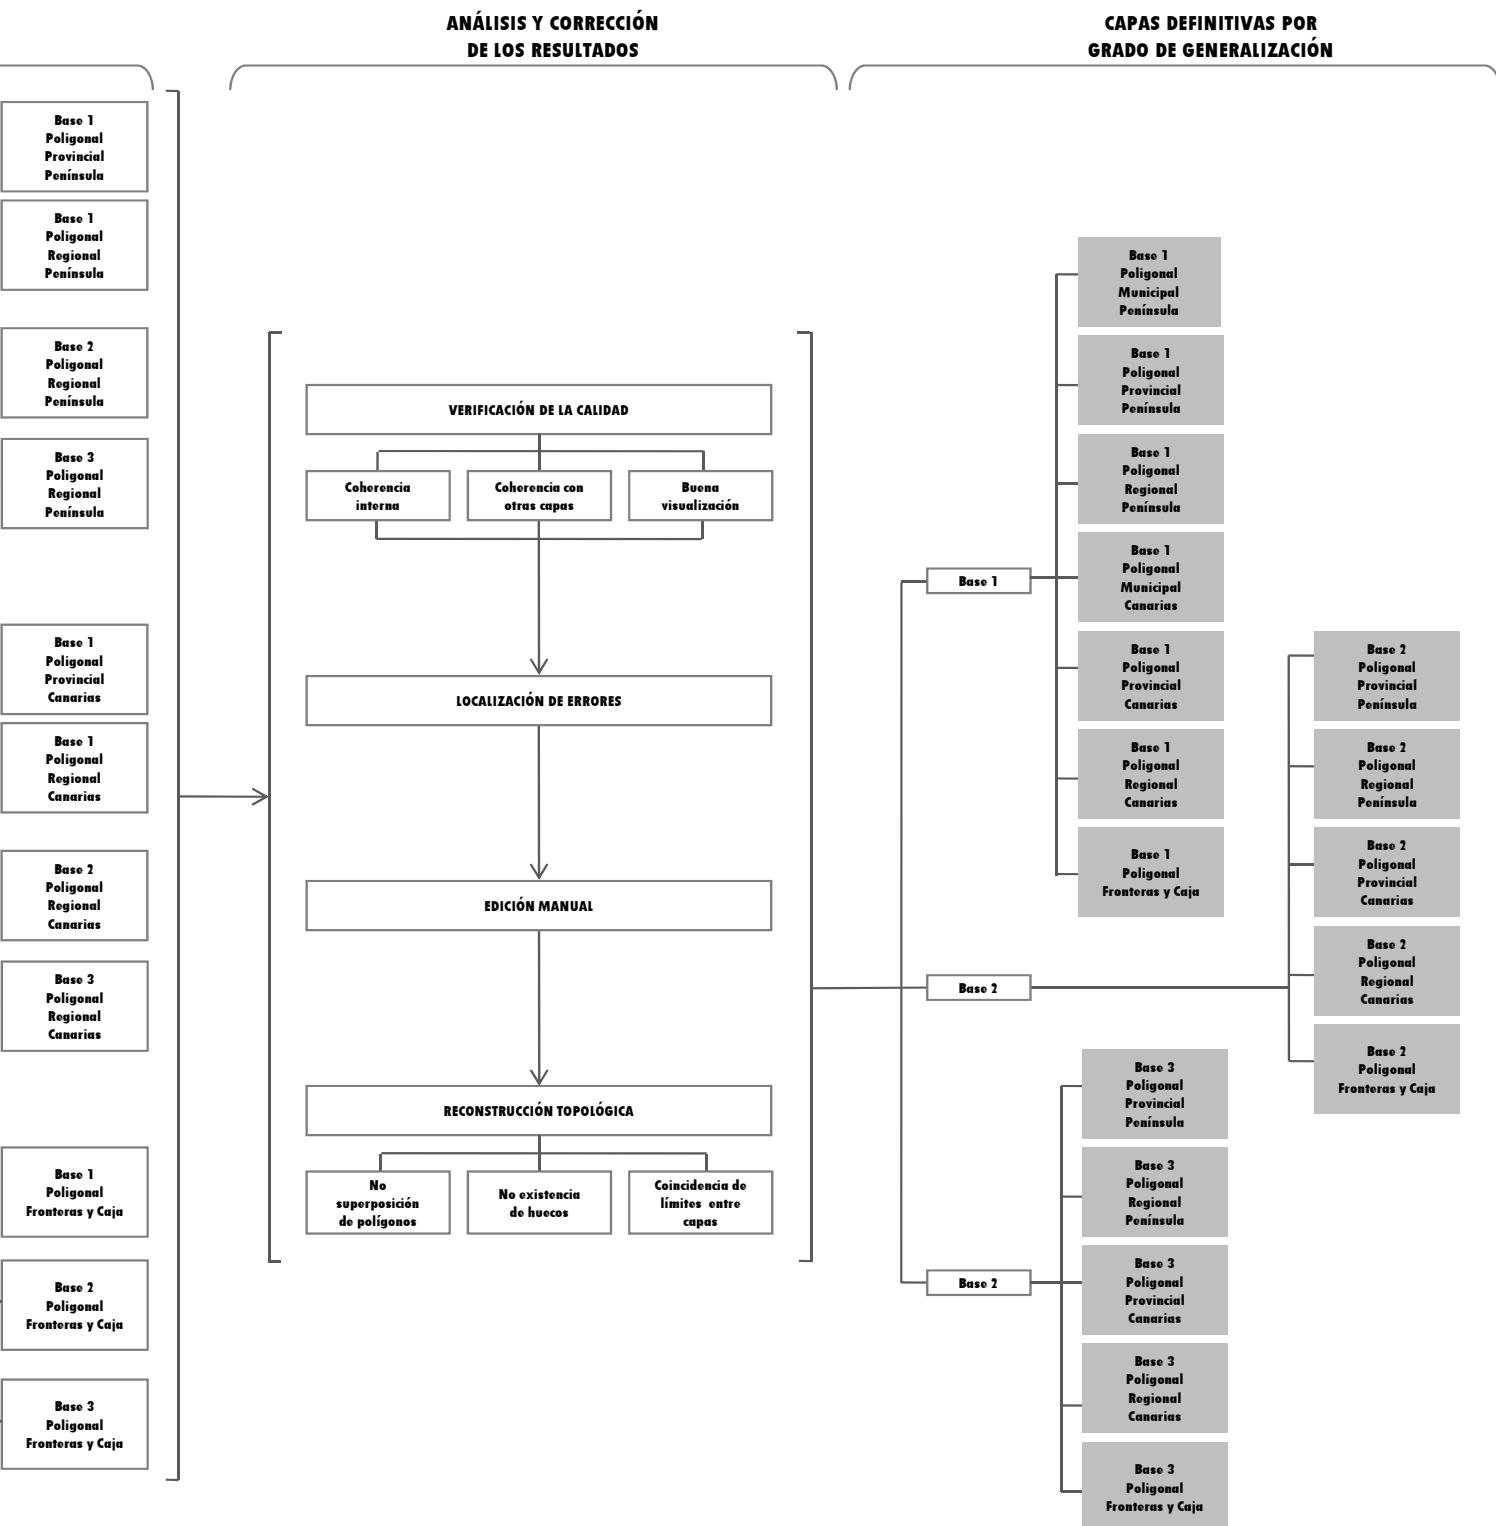 ANÁLISIS Y CORRECCIÓN
DE LOS RESULTADOS
CAPAS DEFINITIVAS POR
GRADO DE GENERALIZACIÓN
Base 1
Poligonal
Provincial
Península
Base 1
Poligonal
Regional
Península
Base 2
Poligonal
Regional
Península
Base 3
Poligonal
Regional
Península
Base 1
Poligonal
Provincial
Canarias
Base 1
Poligonal
Regional
Canarias
Base 2
Poligonal
Regional
Canarias
Base 3
Poligonal
Regional
Canarias
Base 1
Poligonal
Fronteras y Caja
Base 2
Poligonal
Fronteras y Caja
Base 3
Poligonal
Fronteras y Caja
VERIFICACIÓN DE LA CALIDAD
Coherencia
interna
Coherencia con
otras capas
Buena
visualización
LOCALIZACIÓN DE ERRORES
EDICIÓN MANUAL
RECONSTRUCCIÓN TOPOLÓGICA
No
superposición
de polígonos
No existencia
de huecos
Coincidencia de
límites entre
capas
Base 1
Base 2
Base 2
Base 1
Poligonal
Municipal
Península
Base 1
Poligonal
Provincial
Península
Base 1
Poligonal
Regional
Península
Base 1
Poligonal
Municipal
Canarias
Base 1
Poligonal
Provincial
Canarias
Base 1
Poligonal
Regional
Canarias
Base 1
Poligonal
Fronteras y Caja
Base 2
Poligonal
Provincial
Península
Base 2
Poligonal
Regional
Península
Base 2
Poligonal
Provincial
Canarias
Base 2
Poligonal
Regional
Canarias
Base 2
Poligonal
Fronteras y Caja
Base 3
Poligonal
Provincial
Península
Base 3
Poligonal
Regional
Península
Base 3
Poligonal
Provincial
Canarias
Base 3
Poligonal
Regional
Canarias
Base 3
Poligonal
Fronteras y Caja